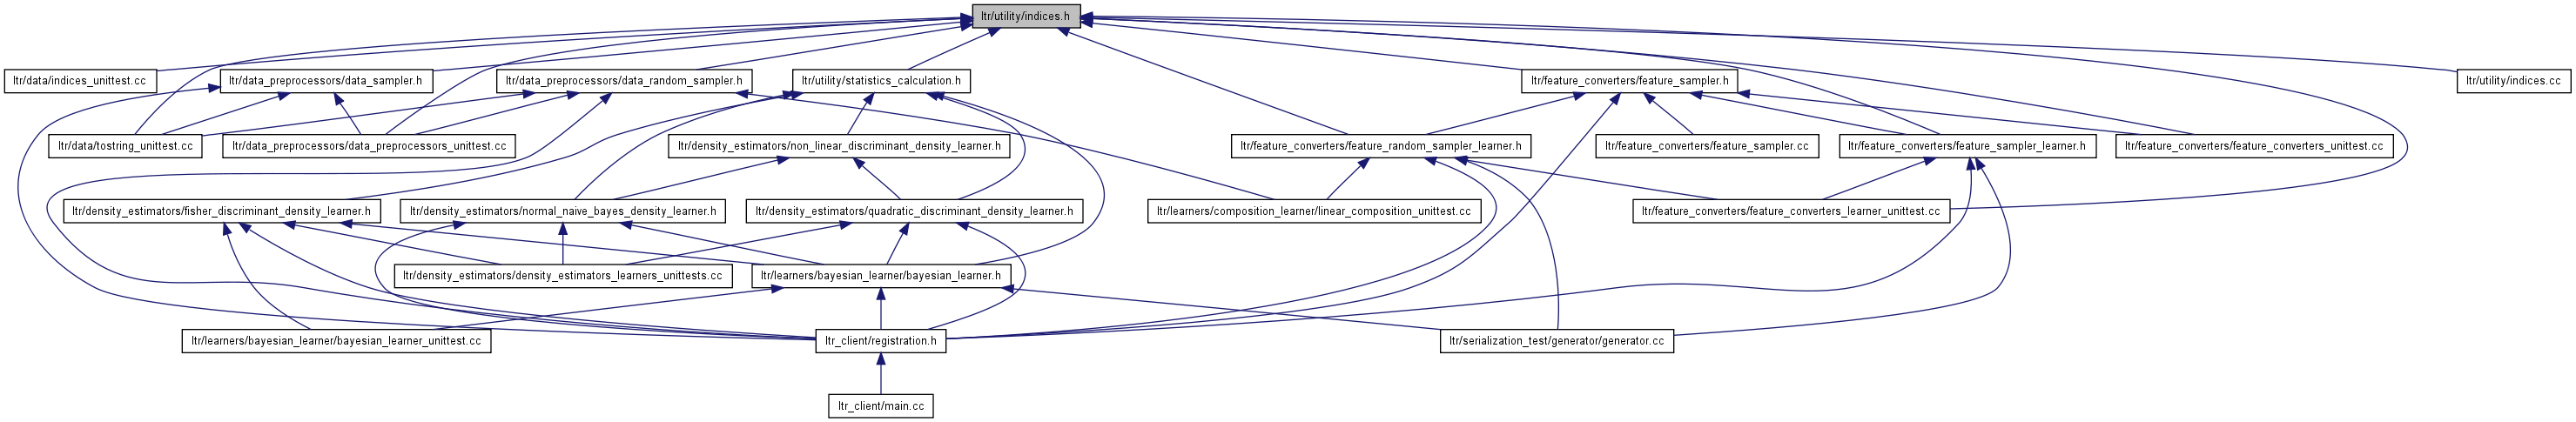 ltr/utility/indices.h
ltr/data/indices_unittest.cc
ltr/data_preprocessors/data_sampler.h
ltr/data_preprocessors/data_random_sampler.h
ltr/utility/statistics_calculation.h
ltr/feature_converters/feature_sampler.h
ltr/utility/indices.cc
ltr/data/tostring_unittest.cc
ltr/data_preprocessors/data_preprocessors_unittest.cc
ltr/density_estimators/non_linear_discriminant_density_learner.h
ltr/feature_converters/feature_random_sampler_learner.h
ltr/feature_converters/feature_sampler.cc
ltr/feature_converters/feature_sampler_learner.h
ltr/feature_converters/feature_converters_unittest.cc
ltr/density_estimators/fisher_discriminant_density_learner.h
ltr/density_estimators/normal_naive_bayes_density_learner.h
ltr/density_estimators/quadratic_discriminant_density_learner.h
ltr/learners/composition_learner/linear_composition_unittest.cc
ltr/feature_converters/feature_converters_learner_unittest.cc
ltr/density_estimators/density_estimators_learners_unittests.cc
ltr/learners/bayesian_learner/bayesian_learner.h
ltr/learners/bayesian_learner/bayesian_learner_unittest.cc
ltr_client/registration.h
ltr/serialization_test/generator/generator.cc
ltr_client/main.cc